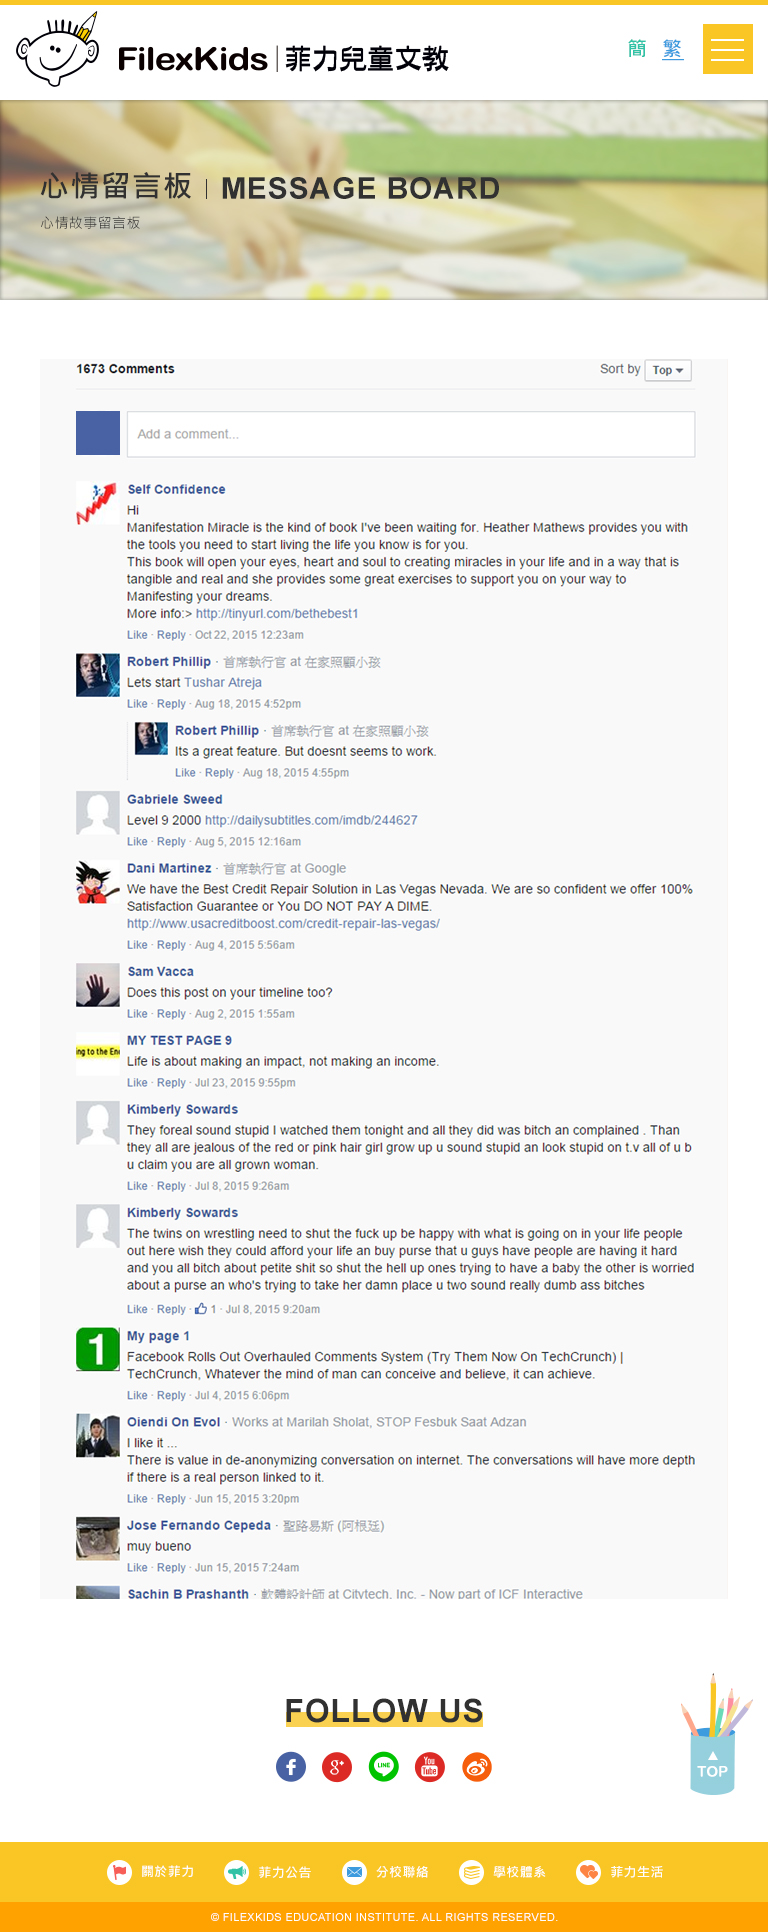 FilexKids | 菲力兒童文教
簡 繁
心情留言板 | MESSAGE BOARD
心情故事留言板
1673 Comments
Sort by Top
Add a comment...
Self Confidence
Hi
Manifestation Miracle is the kind of book I've been waiting for. Heather Mathews provides you with
the tools you need to start living the life you know is for you.
This book will open your eyes, heart and soul to creating miracles in your life and in a way that is
tangible and real and she provides some great exercises to support you on your way to
Manifesting your dreams.
More info:> http://tinyurl.com/bethebest1
Like · Reply · Oct 22, 2015 12:23am
Robert Phillip · 首席執行官 at 在家照顧小孩
Lets start Tushar Atreja
Like · Reply · Aug 18, 2015 4:52pm
Robert Phillip · 首席執行官 at 在家照顧小孩
Its a great feature. But doesnt seems to work.
Like · Reply · Aug 18, 2015 4:55pm
Gabriele Sweed
Level 9 2000 http://dailysubtitles.com/imdb/244627
Like · Reply · Aug 5, 2015 12:16am
Dani Martinez · 首席執行官 at Google
We have the Best Credit Repair Solution in Las Vegas Nevada. We are so confident we offer 100%
Satisfaction Guarantee or You DO NOT PAY A DIME.
http://www.usacreditboost.com/credit-repair-las-vegas/
Like · Reply · Aug 4, 2015 5:56am
Sam Vacca
Does this post on your timeline too?
Like · Reply · Aug 2, 2015 1:55am
ing to the En
MY TEST PAGE 9
Life is about making an impact, not making an income.
Like · Reply · Jul 23, 2015 9:55pm
Kimberly Sowards
They foreal sound stupid I watched them tonight and all they did was bitch an complained . Than
they all are jealous of the red or pink hair girl grow up u sound stupid an look stupid on t.v all of u b
u claim you are all grown woman.
Like · Reply · Jul 8, 2015 9:26am
Kimberly Sowards
The twins on wrestling need to shut the fuck up be happy with what is going on in your life people
out here wish they could afford your life an buy purse that u guys have people are having it hard
and you all bitch about petite shit so shut the hell up ones trying to have a baby the other is worried
about a purse an who's trying to take her damn place u two sound really dumb ass bitches
Like · Reply · 1 · Jul 8, 2015 9:20am
1
My page 1
Facebook Rolls Out Overhauled Comments System (Try Them Now On TechCrunch) |
TechCrunch, Whatever the mind of man can conceive and believe, it can achieve.
Like · Reply · Jul 4, 2015 6:06pm
Oiendi On Evol · Works at Marilah Sholat, STOP Fesbuk Saat Adzan
I like it ...
There is value in de-anonymizing conversation on internet. The conversations will have more depth
if there is a real person linked to it.
Like · Reply · Jun 15, 2015 3:20pm
Jose Fernando Cepeda · 聖路易斯 (阿根廷)
muy bueno
Like · Reply · Jun 15, 2015 7:24am
Sachin B Prashanth · 軟體設計師 at Citytech, Inc. - Now part of ICF Interactive
FOLLOW US
f g+ LINE You Tube
TOP
關於菲力 菲力公告 分校聯絡 學校體系 菲力生活
© FILEXKIDS EDUCATION INSTITUTE. ALL RIGHTS RESERVED.